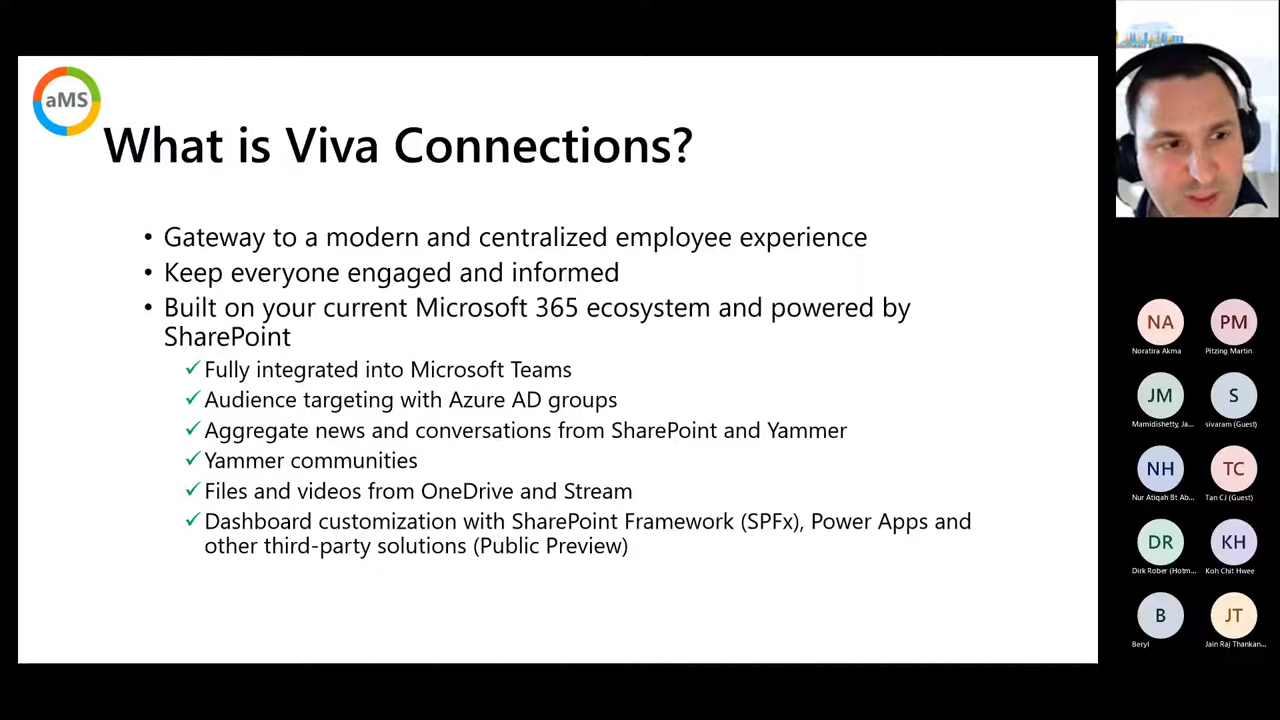 aMS
What is Viva Connections?
• Gateway to a modern and centralized employee experience
• Keep everyone engaged and informed
• Built on your current Microsoft 365 ecosystem and powered by
SharePoint
✓Fully integrated into Microsoft Teams
✓Audience targeting with Azure AD groups
✓Aggregate news and conversations from SharePoint and Yammer
✓Yammer communities
✓Files and videos from OneDrive and Stream
✓Dashboard customization with SharePoint Framework (SPFx), Power Apps and
other third-party solutions (Public Preview)
NA PM
Noratira Akma Pitzing Martin
JM S
Mamidishetty, Ja... sivaram (Guest)
NH TC
Nur Atiqah Bt Ab... Tan CJ (Guest)
DR KH
Dirk Rober (Hotm... Koh Chit Hwee
B JT
Beryl Jain Raj Thankan...